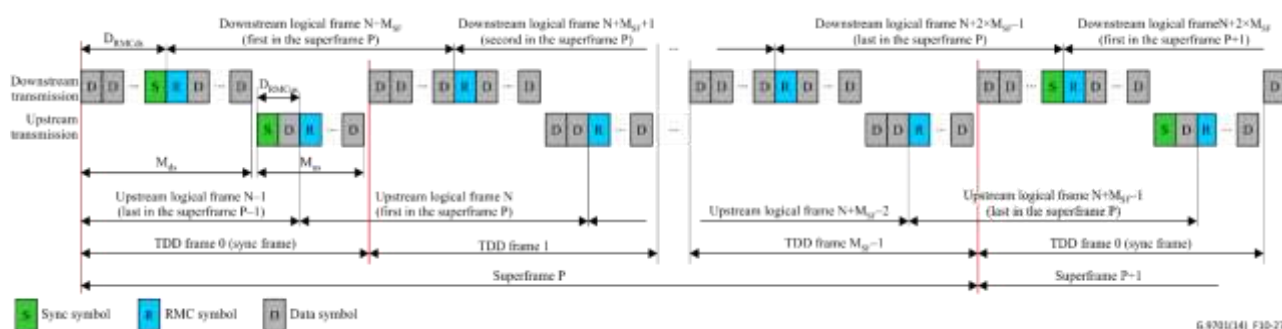 Downstream logical frame N−M_SF
(first in the superframe P)
Downstream logical frame N+M_SF+1
(second in the superframe P)
Downstream logical frame N+2×M_SF−1
(last in the superframe P)
Downstream logical frameN+2×M_SF
(first in the superframe P+1)
D_RMCds
...
Downstream
transmission
D D ... S R D ... D
D D ... D R D ... D
D D ... D R D ... D
D D ... S R D ... D
D
D_RMCus
Upstream
transmission
S D R ... D
D D R ... D
...
D D R ... D
S D R ... D
M_ds
M_us
Upstream logical frame N−1
(last in the superframe P−1)
Upstream logical frame N
(first in the superframe P)
Upstream logical frame N+M_SF−2
Upstream logical frame N+M_SF−1
(last in the superframe P)
TDD frame 0 (sync frame)
TDD frame 1
TDD frame M_SF−1
TDD frame 0 (sync frame)
Superframe P
Superframe P+1
S Sync symbol
R RMC symbol
D Data symbol
G.9701(14)_F10-27